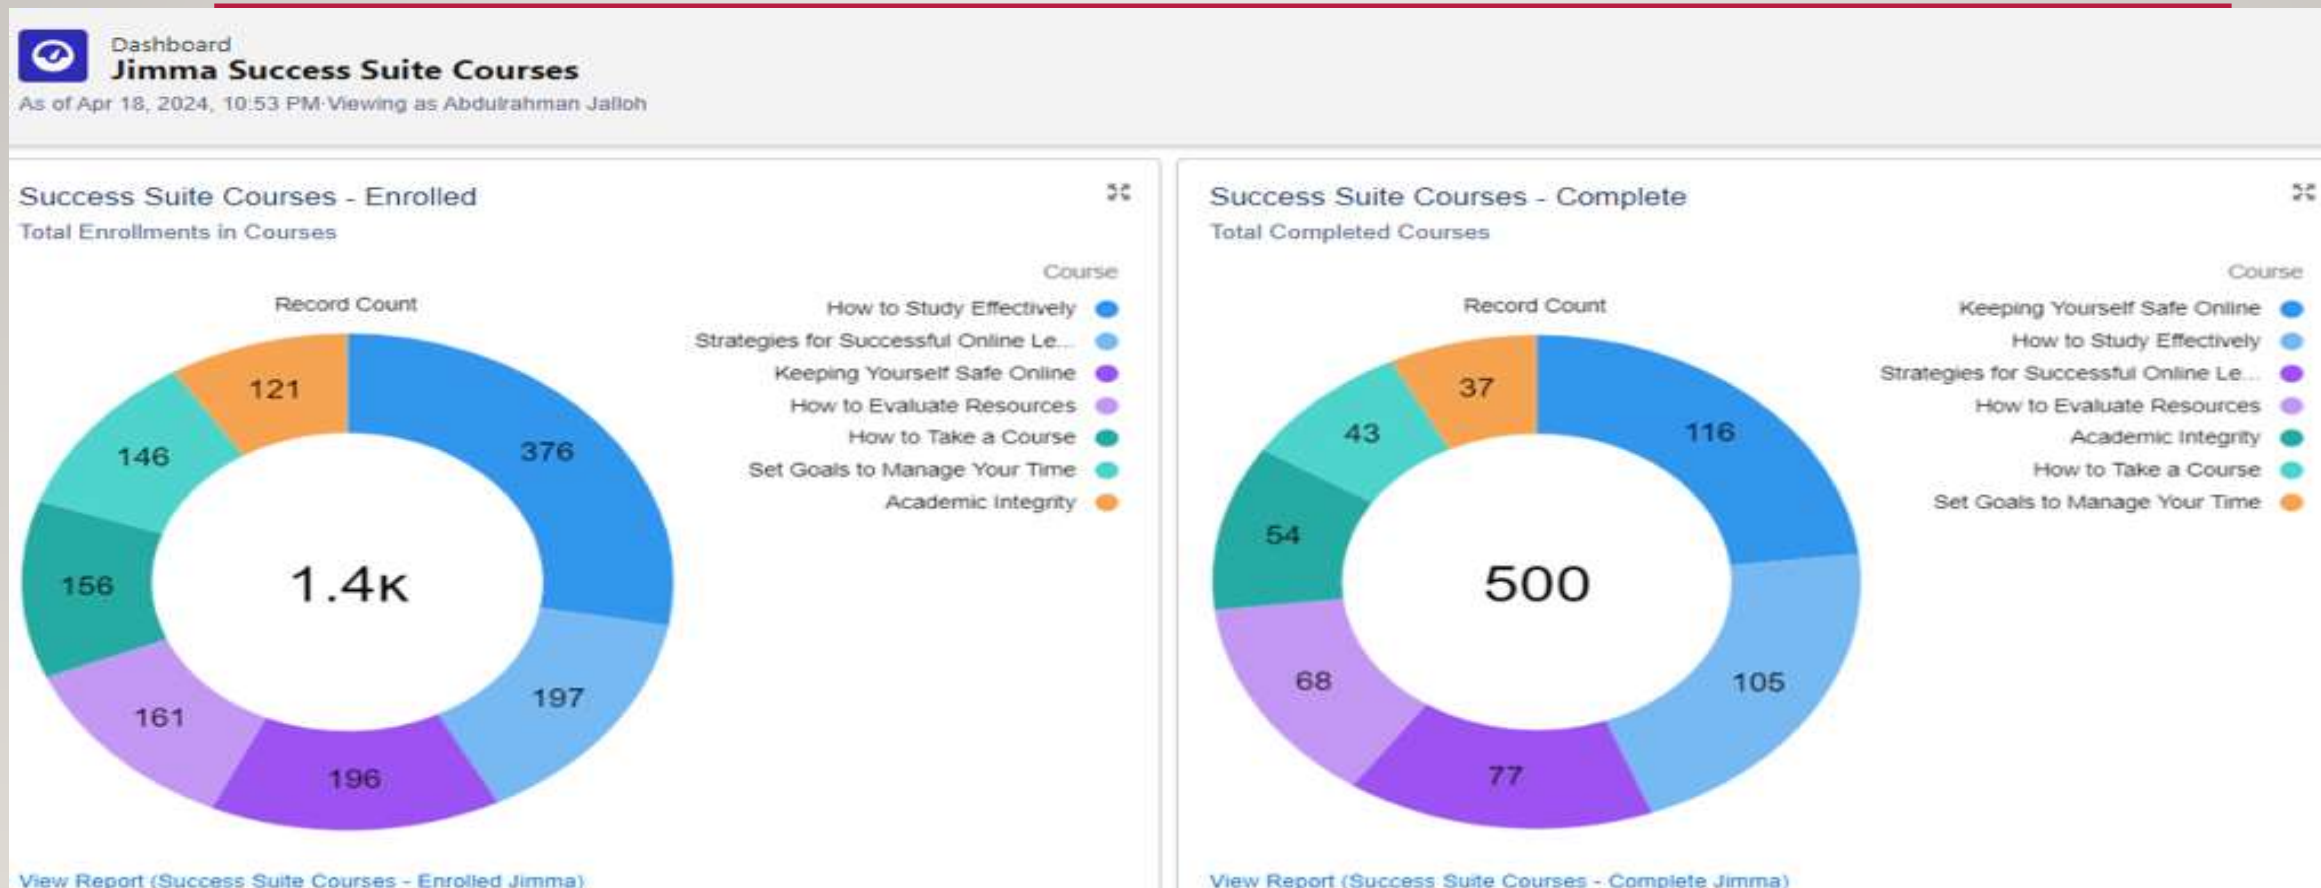 Dashboard
Jimma Success Suite Courses
As of Apr 18, 2024, 10:53 PM·Viewing as Abdulrahman Jalloh
Success Suite Courses - Enrolled
Total Enrollments in Courses
Record Count
121
376
146
156
1.4K
197
161
196
Course
How to Study Effectively
Strategies for Successful Online Le...
Keeping Yourself Safe Online
How to Evaluate Resources
How to Take a Course
Set Goals to Manage Your Time
Academic Integrity
View Report (Success Suite Courses - Enrolled Jimma)
Success Suite Courses - Complete
Total Completed Courses
Record Count
37
116
43
54
500
105
68
77
Course
Keeping Yourself Safe Online
How to Study Effectively
Strategies for Successful Online Le...
How to Evaluate Resources
Academic Integrity
How to Take a Course
Set Goals to Manage Your Time
View Report (Success Suite Courses - Complete Jimma)